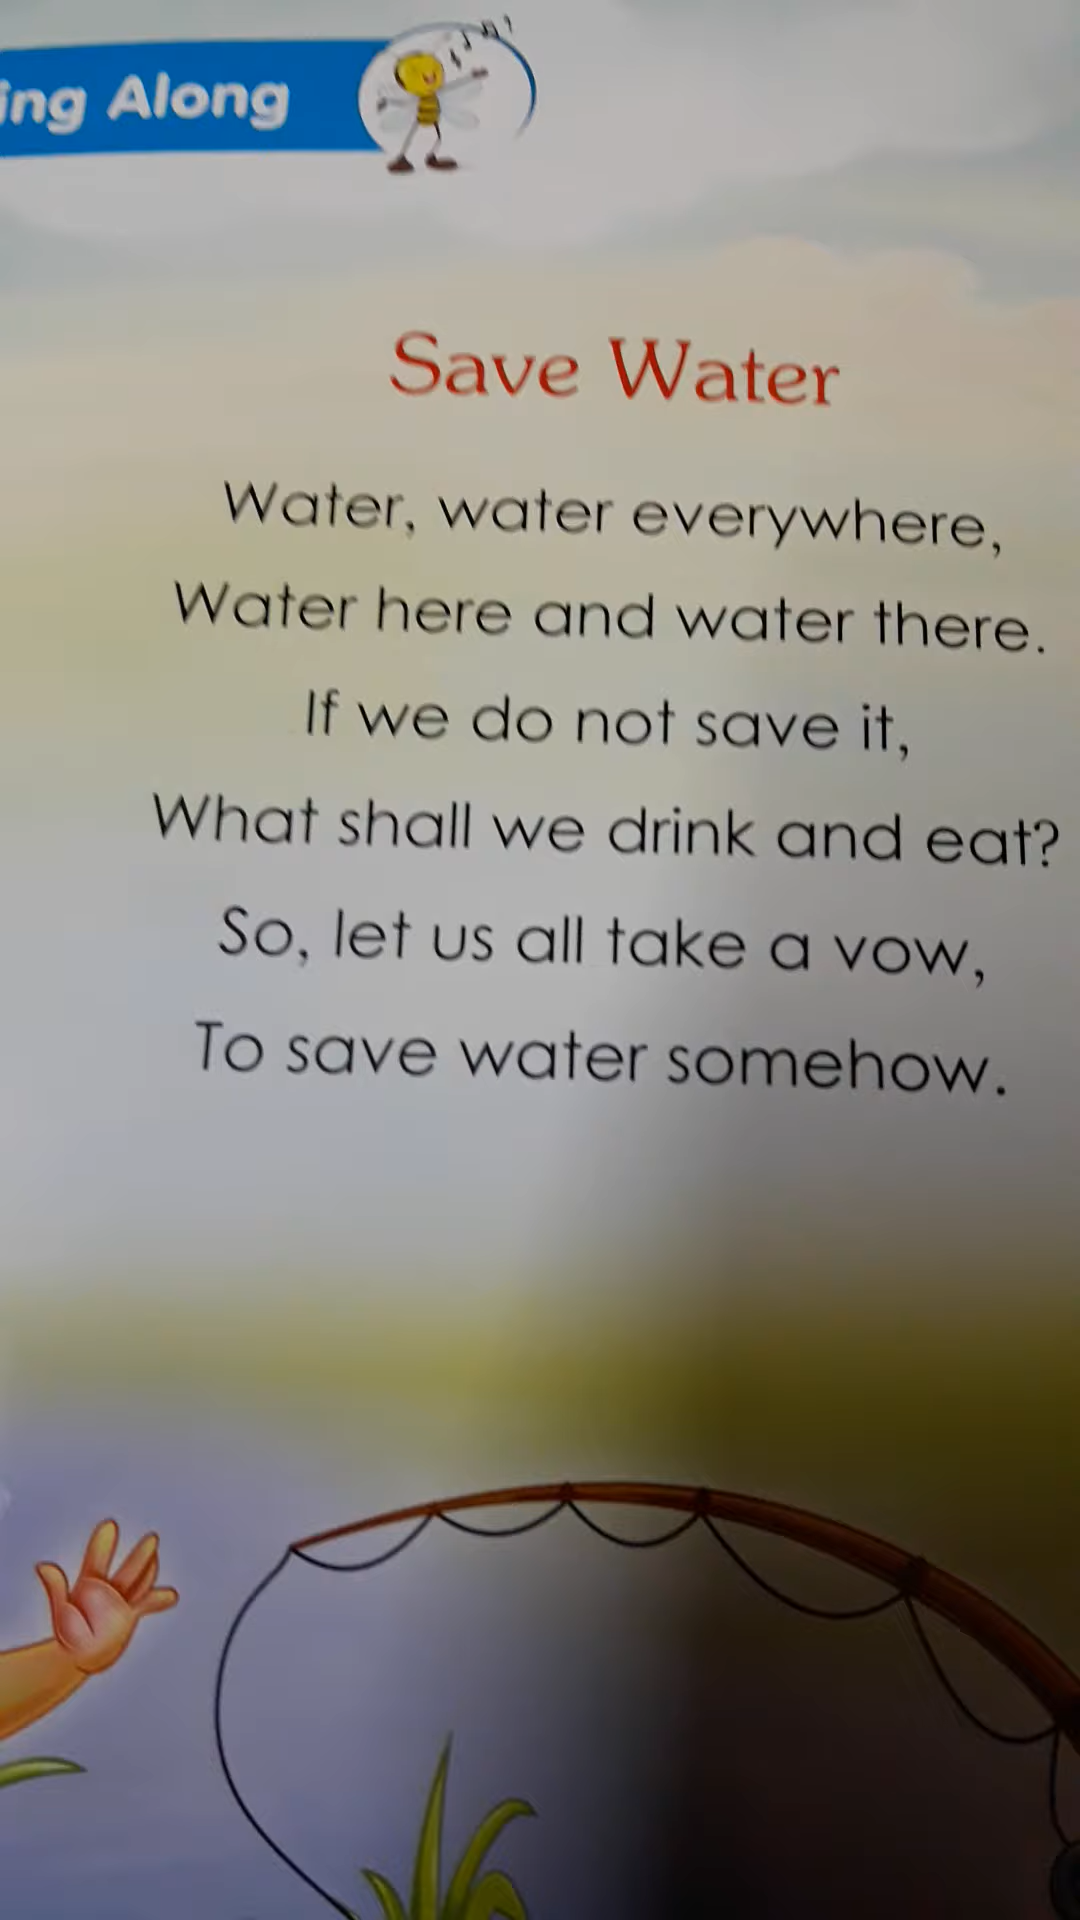 ing Along
Save Water
Water, water everywhere,
Water here and water there.
If we do not save it,
What shall we drink and eat?
So, let us all take a vow,
To save water somehow.